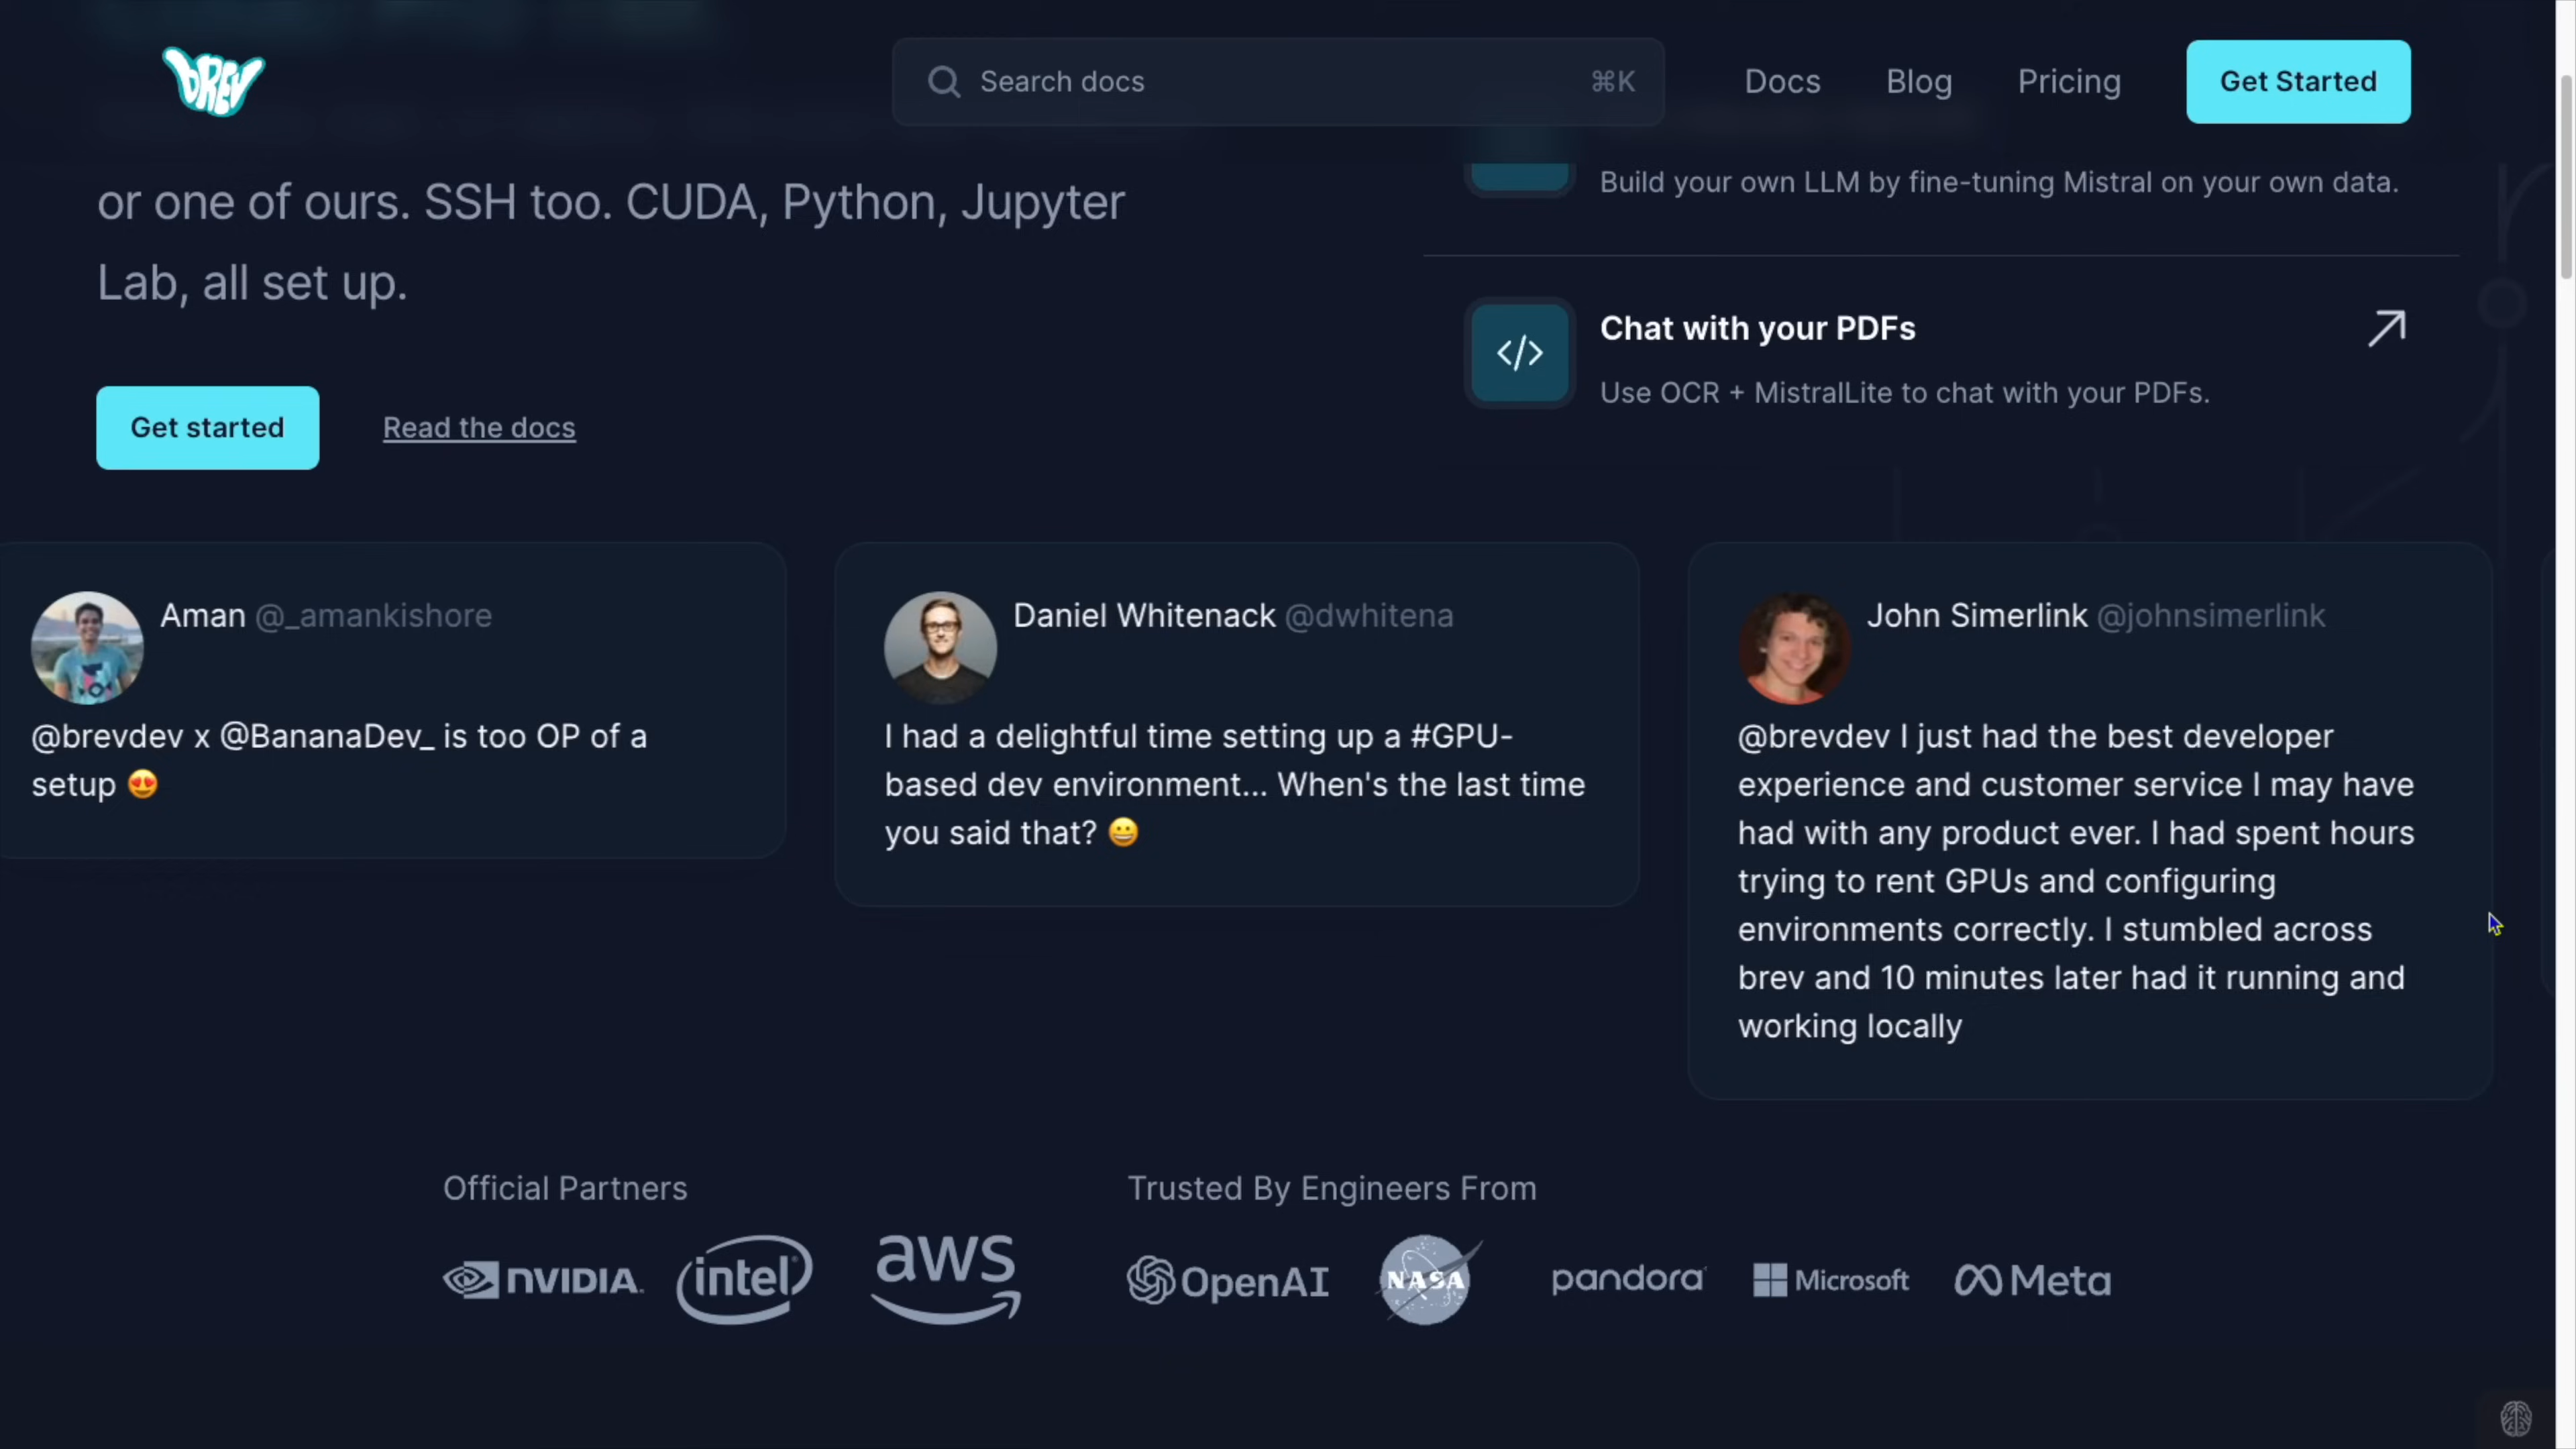 BREV
Search docs
⌘K
Docs
Blog
Pricing
Get Started
or one of ours. SSH too. CUDA, Python, Jupyter
Lab, all set up.
Get started
Read the docs
Build your own LLM by fine-tuning Mistral on your own data.
Chat with your PDFs
Use OCR + MistralLite to chat with your PDFs.
Aman @_amankishore
@brevdev x @BananaDev_ is too OP of a
setup 😍
Daniel Whitenack @dwhitena
I had a delightful time setting up a #GPU-
based dev environment... When's the last time
you said that? 😀
John Simerlink @johnsimerlink
@brevdev I just had the best developer
experience and customer service I may have
had with any product ever. I had spent hours
trying to rent GPUs and configuring
environments correctly. I stumbled across
brev and 10 minutes later had it running and
working locally
Official Partners
NVIDIA.
intel
aws
Trusted By Engineers From
OpenAI
NASA
pandora
Microsoft
Meta